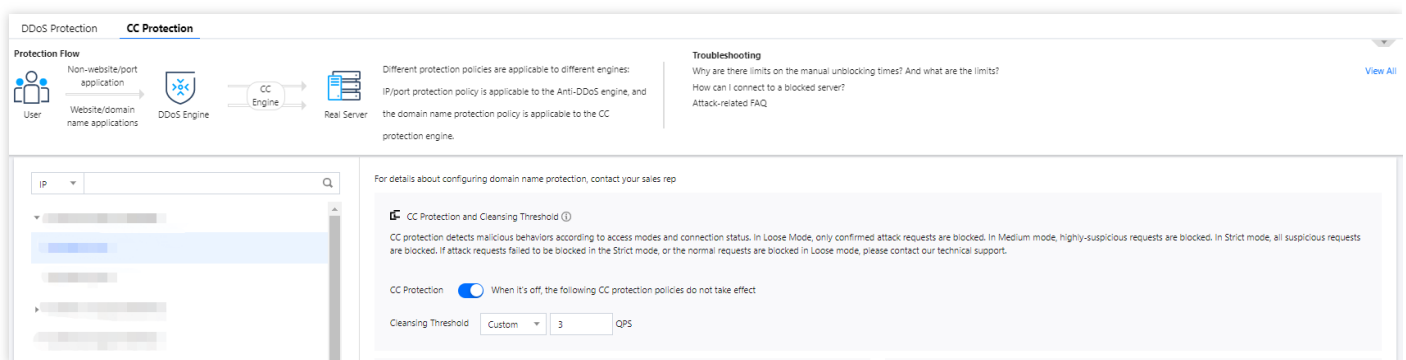 DDoS Protection
CC Protection
Protection Flow
Non-website/port
application
Website/domain
name applications
User
DDoS Engine
CC
Engine
Real Server
Different protection policies are applicable to different engines:
IP/port protection policy is applicable to the Anti-DDoS engine, and
the domain name protection policy is applicable to the CC
protection engine.
Troubleshooting
Why are there limits on the manual unblocking times? And what are the limits?
How can I connect to a blocked server?
Attack-related FAQ
View All
IP
For details about configuring domain name protection, contact your sales rep
CC Protection and Cleansing Threshold
CC protection detects malicious behaviors according to access modes and connection status. In Loose Mode, only confirmed attack requests are blocked. In Medium mode, highly-suspicious requests are blocked. In Strict mode, all suspicious requests
are blocked. If attack requests failed to be blocked in the Strict mode, or the normal requests are blocked in Loose mode, please contact our technical support.
CC Protection When it's off, the following CC protection policies do not take effect
Cleansing Threshold Custom 3 QPS